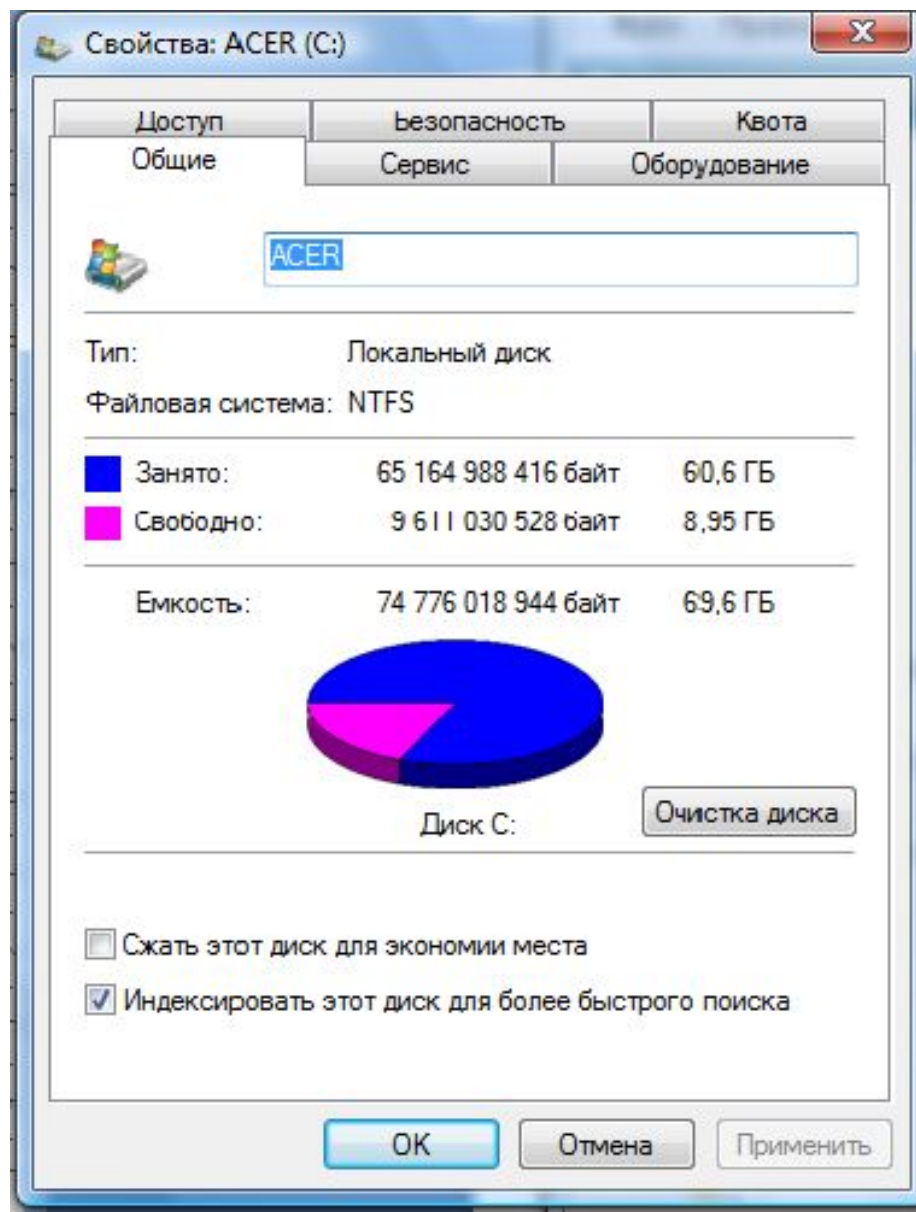 Свойства: ACER (C:)
Доступ Безопасность Квота
Общие Сервис Оборудование
ACER
Тип: Локальный диск
Файловая система: NTFS
Занято: 65 164 988 416 байт 60,6 ГБ
Свободно: 9 611 030 528 байт 8,95 ГБ
Емкость: 74 776 018 944 байт 69,6 ГБ
Диск C: Очистка диска
Сжать этот диск для экономии места
Индексировать этот диск для более быстрого поиска
OK Отмена Применить